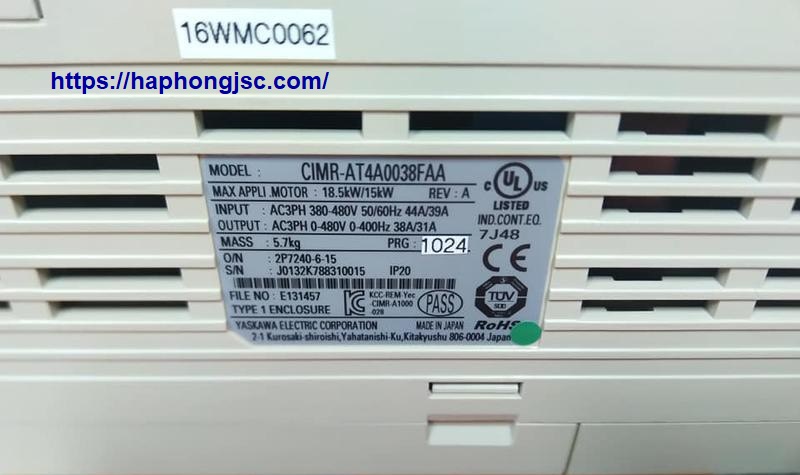 16WMC0062
https://haphongjsc.com/
MODEL : CIMR-AT4A0038FAA
MAX APPLI.MOTOR : 18.5kW/15kW REV : A
INPUT : AC3PH 380-480V 50/60Hz 44A/39A
OUTPUT : AC3PH 0-480V 0-400Hz 38A/31A
MASS : 5.7kg PRG : 1024
O/N : 2P7240-6-15
S/N : J0132K788310015 IP20
FILE NO : E131457
TYPE 1 ENCLOSURE
KCC-REM-Yec
-CIMR-A1000
-028
PASS
YASKAWA ELECTRIC CORPORATION MADE IN JAPAN
2-1 Kurosaki-shiroishi,Yahatanishi-Ku,Kitakyushu 806-0004 Japan
C UL US
LISTED
IND.CONT.EQ.
7J48
CE
TÜV
RoHS